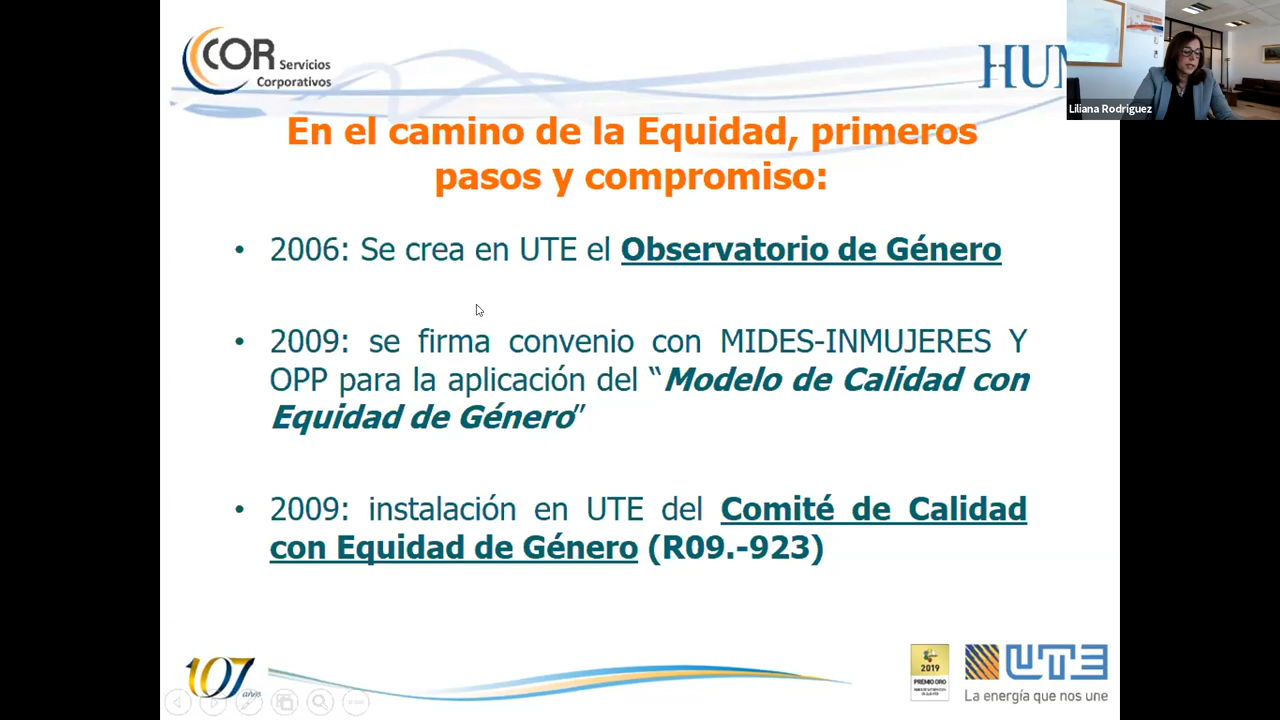 COR Servicios
Corporativos
HUM
Liliana Rodríguez
En el camino de la Equidad, primeros
pasos y compromiso:
• 2006: Se crea en UTE el Observatorio de Género
• 2009: se firma convenio con MIDES-INMUJERES Y
OPP para la aplicación del “Modelo de Calidad con
Equidad de Género”
• 2009: instalación en UTE del Comité de Calidad
con Equidad de Género (R09.-923)
107
años
2019
PREMIO ORO
UTE
La energía que nos une